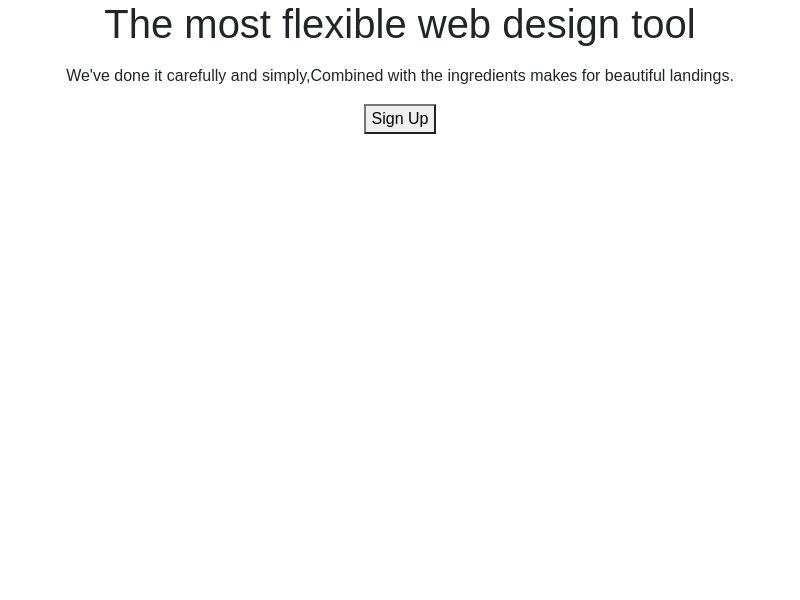 The most flexible web design tool
We've done it carefully and simply,Combined with the ingredients makes for beautiful landings.
Sign Up